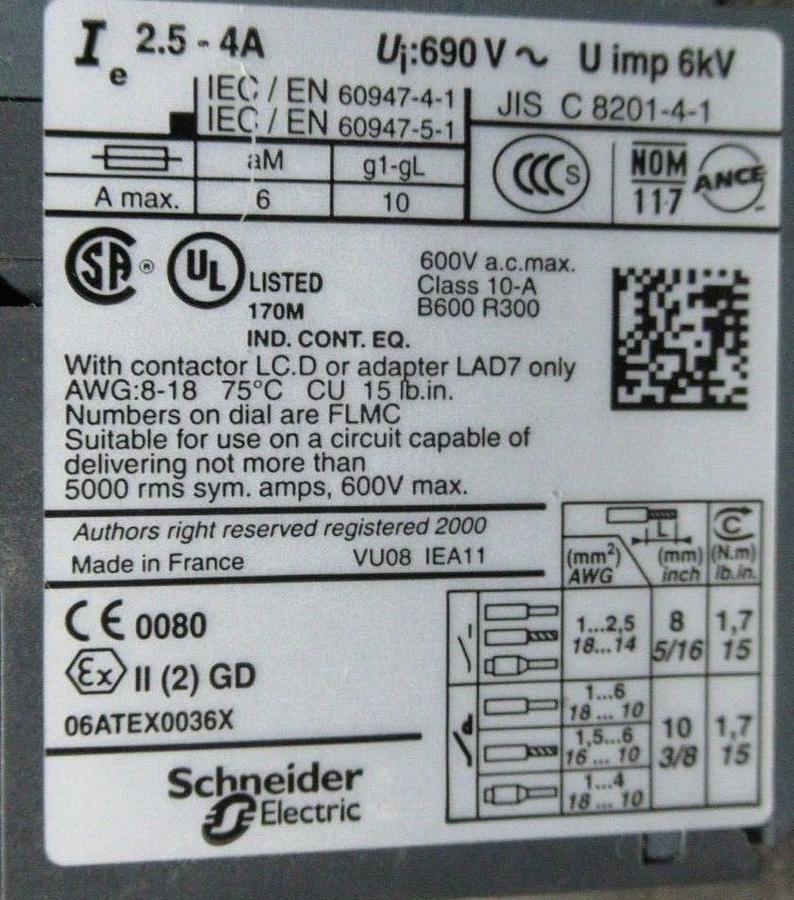 Ie 2.5 - 4A Ui:690 V ~ U imp 6kV
IEC / EN 60947-4-1
IEC / EN 60947-5-1
JIS C 8201-4-1
aM g1-gL
A max. 6 10
CCC S
NOM
117
ANCE
SA ® UL LISTED
170M
IND. CONT. EQ.
600V a.c.max.
Class 10-A
B600 R300
With contactor LC.D or adapter LAD7 only
AWG:8-18 75°C CU 15 lb.in.
Numbers on dial are FLMC
Suitable for use on a circuit capable of
delivering not more than
5000 rms sym. amps, 600V max.
Authors right reserved registered 2000
Made in France VU08 IEA11
CE 0080
Ex II (2) GD
06ATEX0036X
Schneider
Electric
L C
(mm²) (mm) (N.m)
AWG inch lb.in.
1...2,5 8 1,7
18...14 5/16 15
1...6
18 ... 10
1,5...6 10 1,7
16 ... 10 3/8 15
1...4
18 ... 10